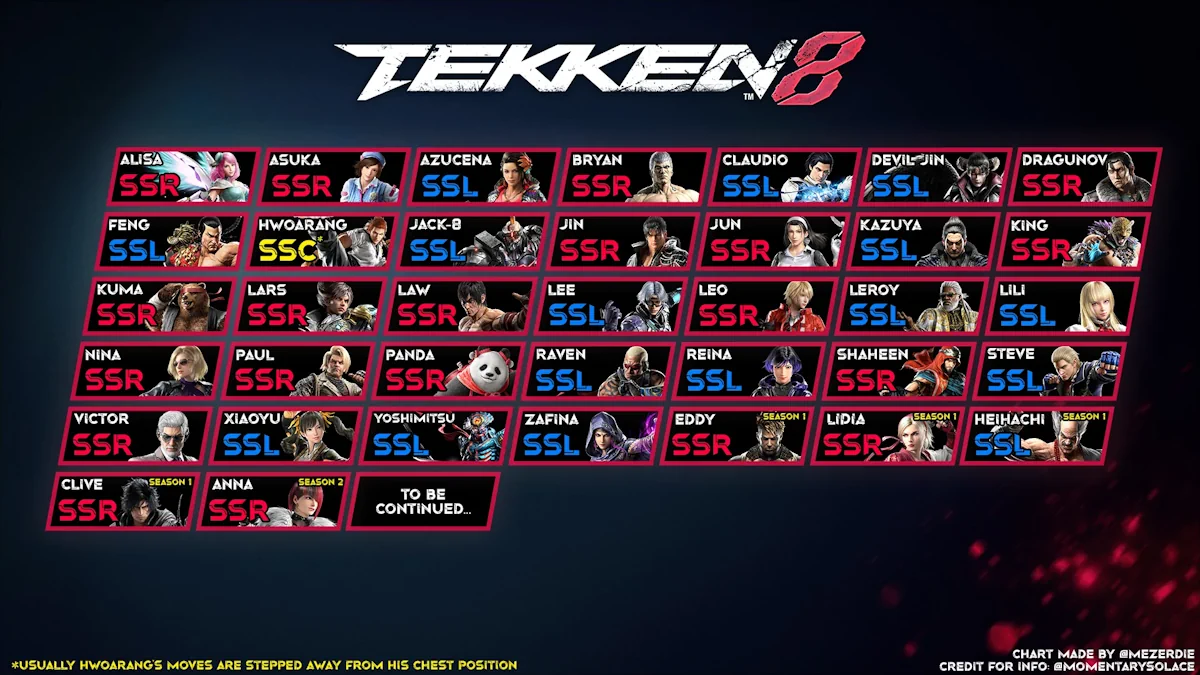 TEKKEN 8
TM
ALISA
SSR
ASUKA
SSR
AZUCENA
SSL
BRYAN
SSR
CLAUDIO
SSL
DEVIL JIN
SSL
DRAGUNOV
SSR
FENG
SSL
HWOARANG
SSC*
JACK-8
SSL
JIN
SSR
JUN
SSR
KAZUYA
SSL
KING
SSR
KUMA
SSR
LARS
SSR
LAW
SSR
LEE
SSL
LEO
SSR
LEROY
SSL
LILI
SSL
NINA
SSR
PAUL
SSR
PANDA
SSR
RAVEN
SSL
REINA
SSL
SHAHEEN
SSR
STEVE
SSL
VICTOR
SSR
XIAOYU
SSL
YOSHIMITSU
SSL
ZAFINA
SSL
EDDY
SEASON 1
SSR
LIDIA
SEASON 1
SSR
HEIHACHI
SEASON 1
SSL
CLIVE
SEASON 1
SSR
ANNA
SEASON 2
SSR
TO BE
CONTINUED...
*USUALLY HWOARANG'S MOVES ARE STEPPED AWAY FROM HIS CHEST POSITION
CHART MADE BY @MEZERDIE
CREDIT FOR INFO: @MOMENTARYSOLACE